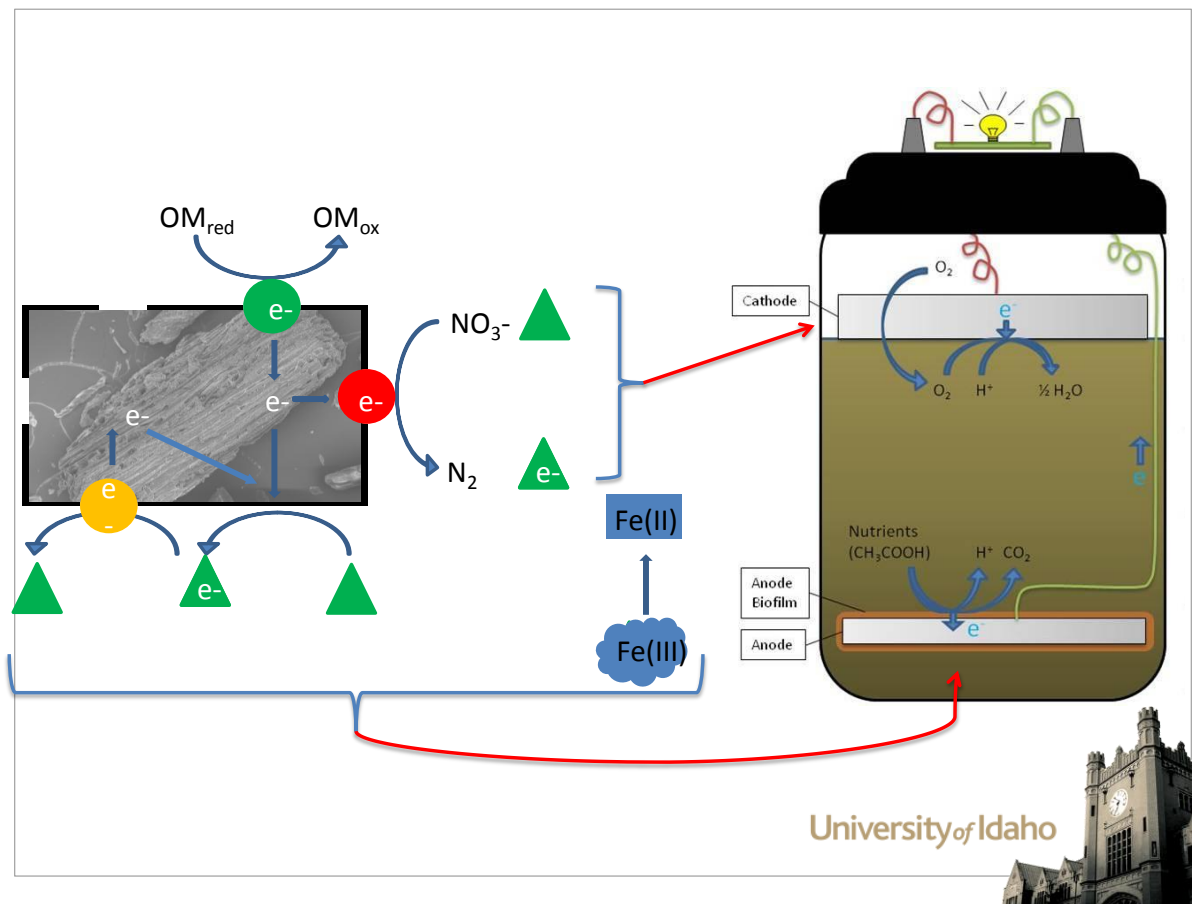 OMred OMox
e-
NO3-
e-
e-
e-
e
-
N2
e-
e-
Fe(II)
Fe(III)
Cathode
O2
e-
O2 H+ ½ H2O
e-
Nutrients
(CH3COOH)
H+ CO2
Anode
Biofilm
e-
Anode
University of Idaho